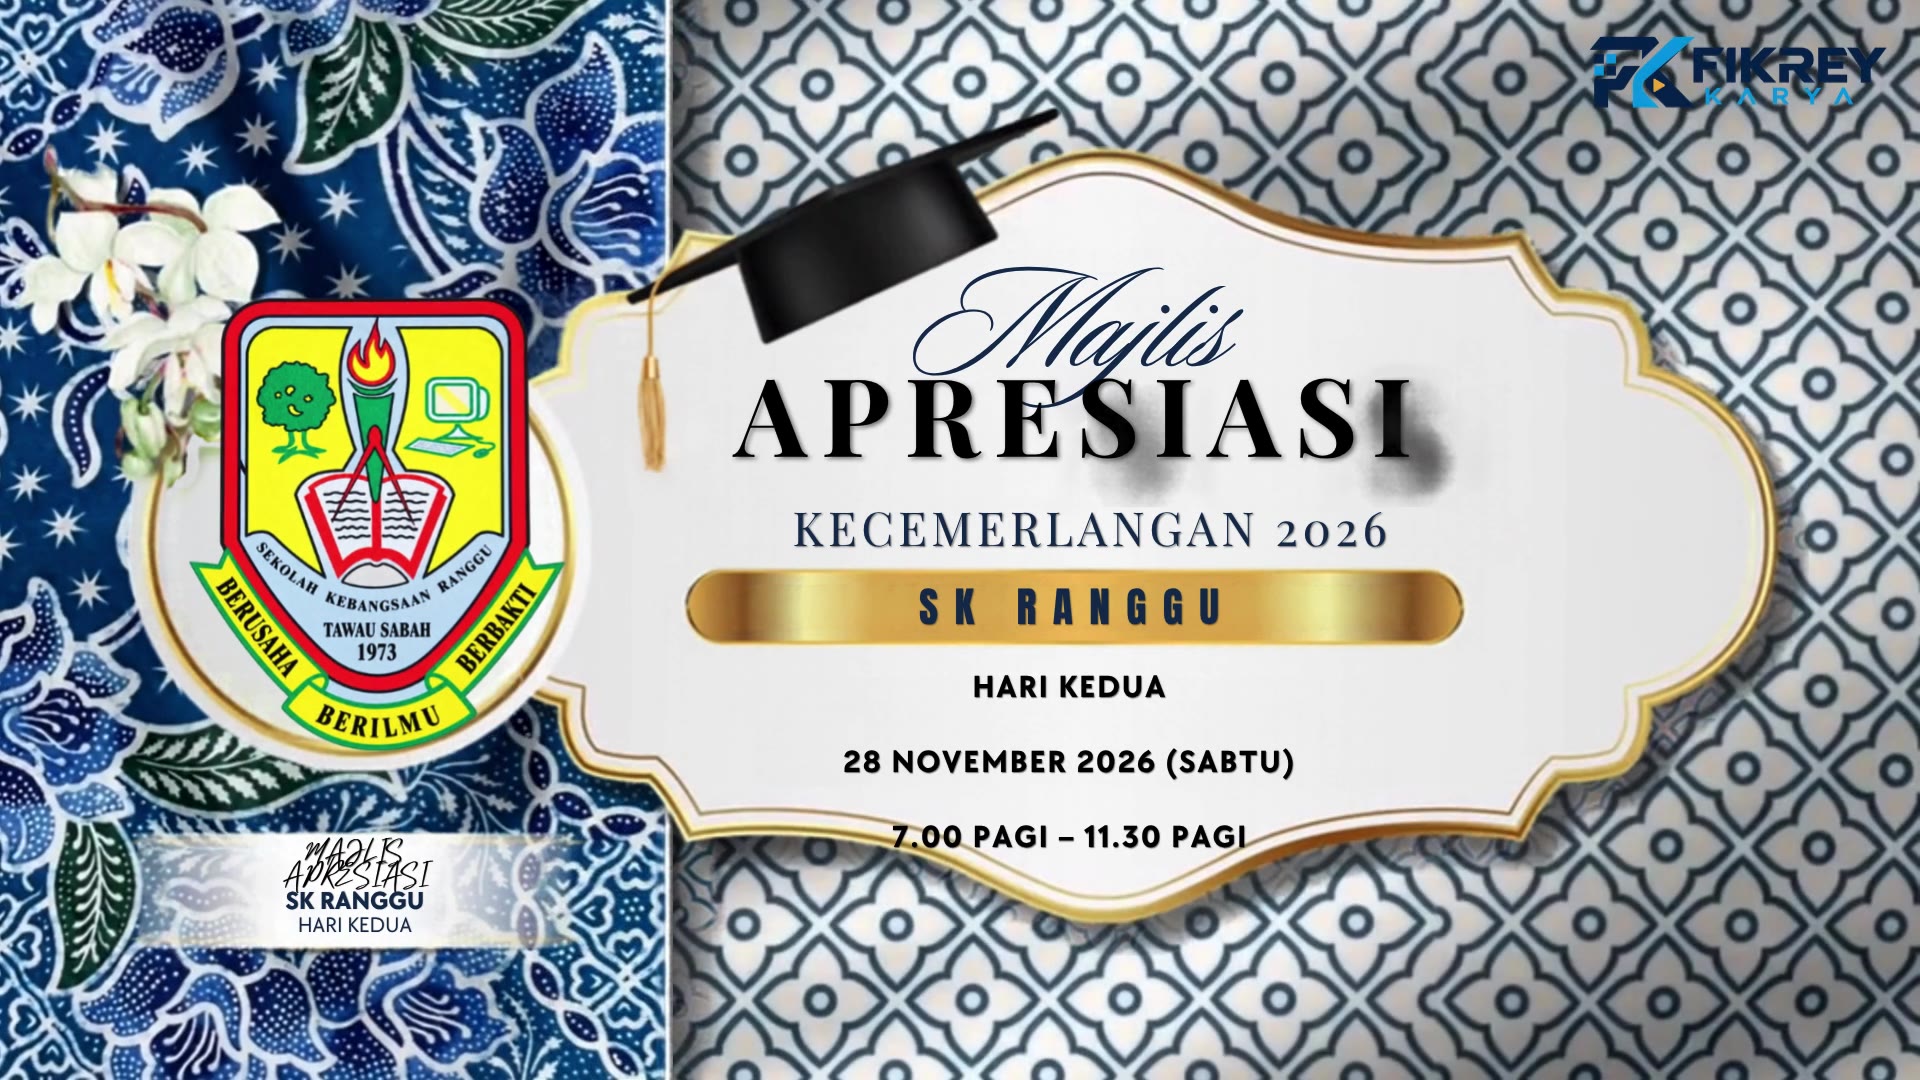 FIKREY
KARYA
Majlis
APRESIASI
KECEMERLANGAN 2026
SK RANGGU
HARI KEDUA
28 NOVEMBER 2026 (SABTU)
7.00 PAGI – 11.30 PAGI
SEKOLAH KEBANGSAAN RANGGU
TAWAU SABAH
1973
BERUSAHA
BERILMU
BERBAKTI
MAJLIS
APRESIASI
SK RANGGU
HARI KEDUA